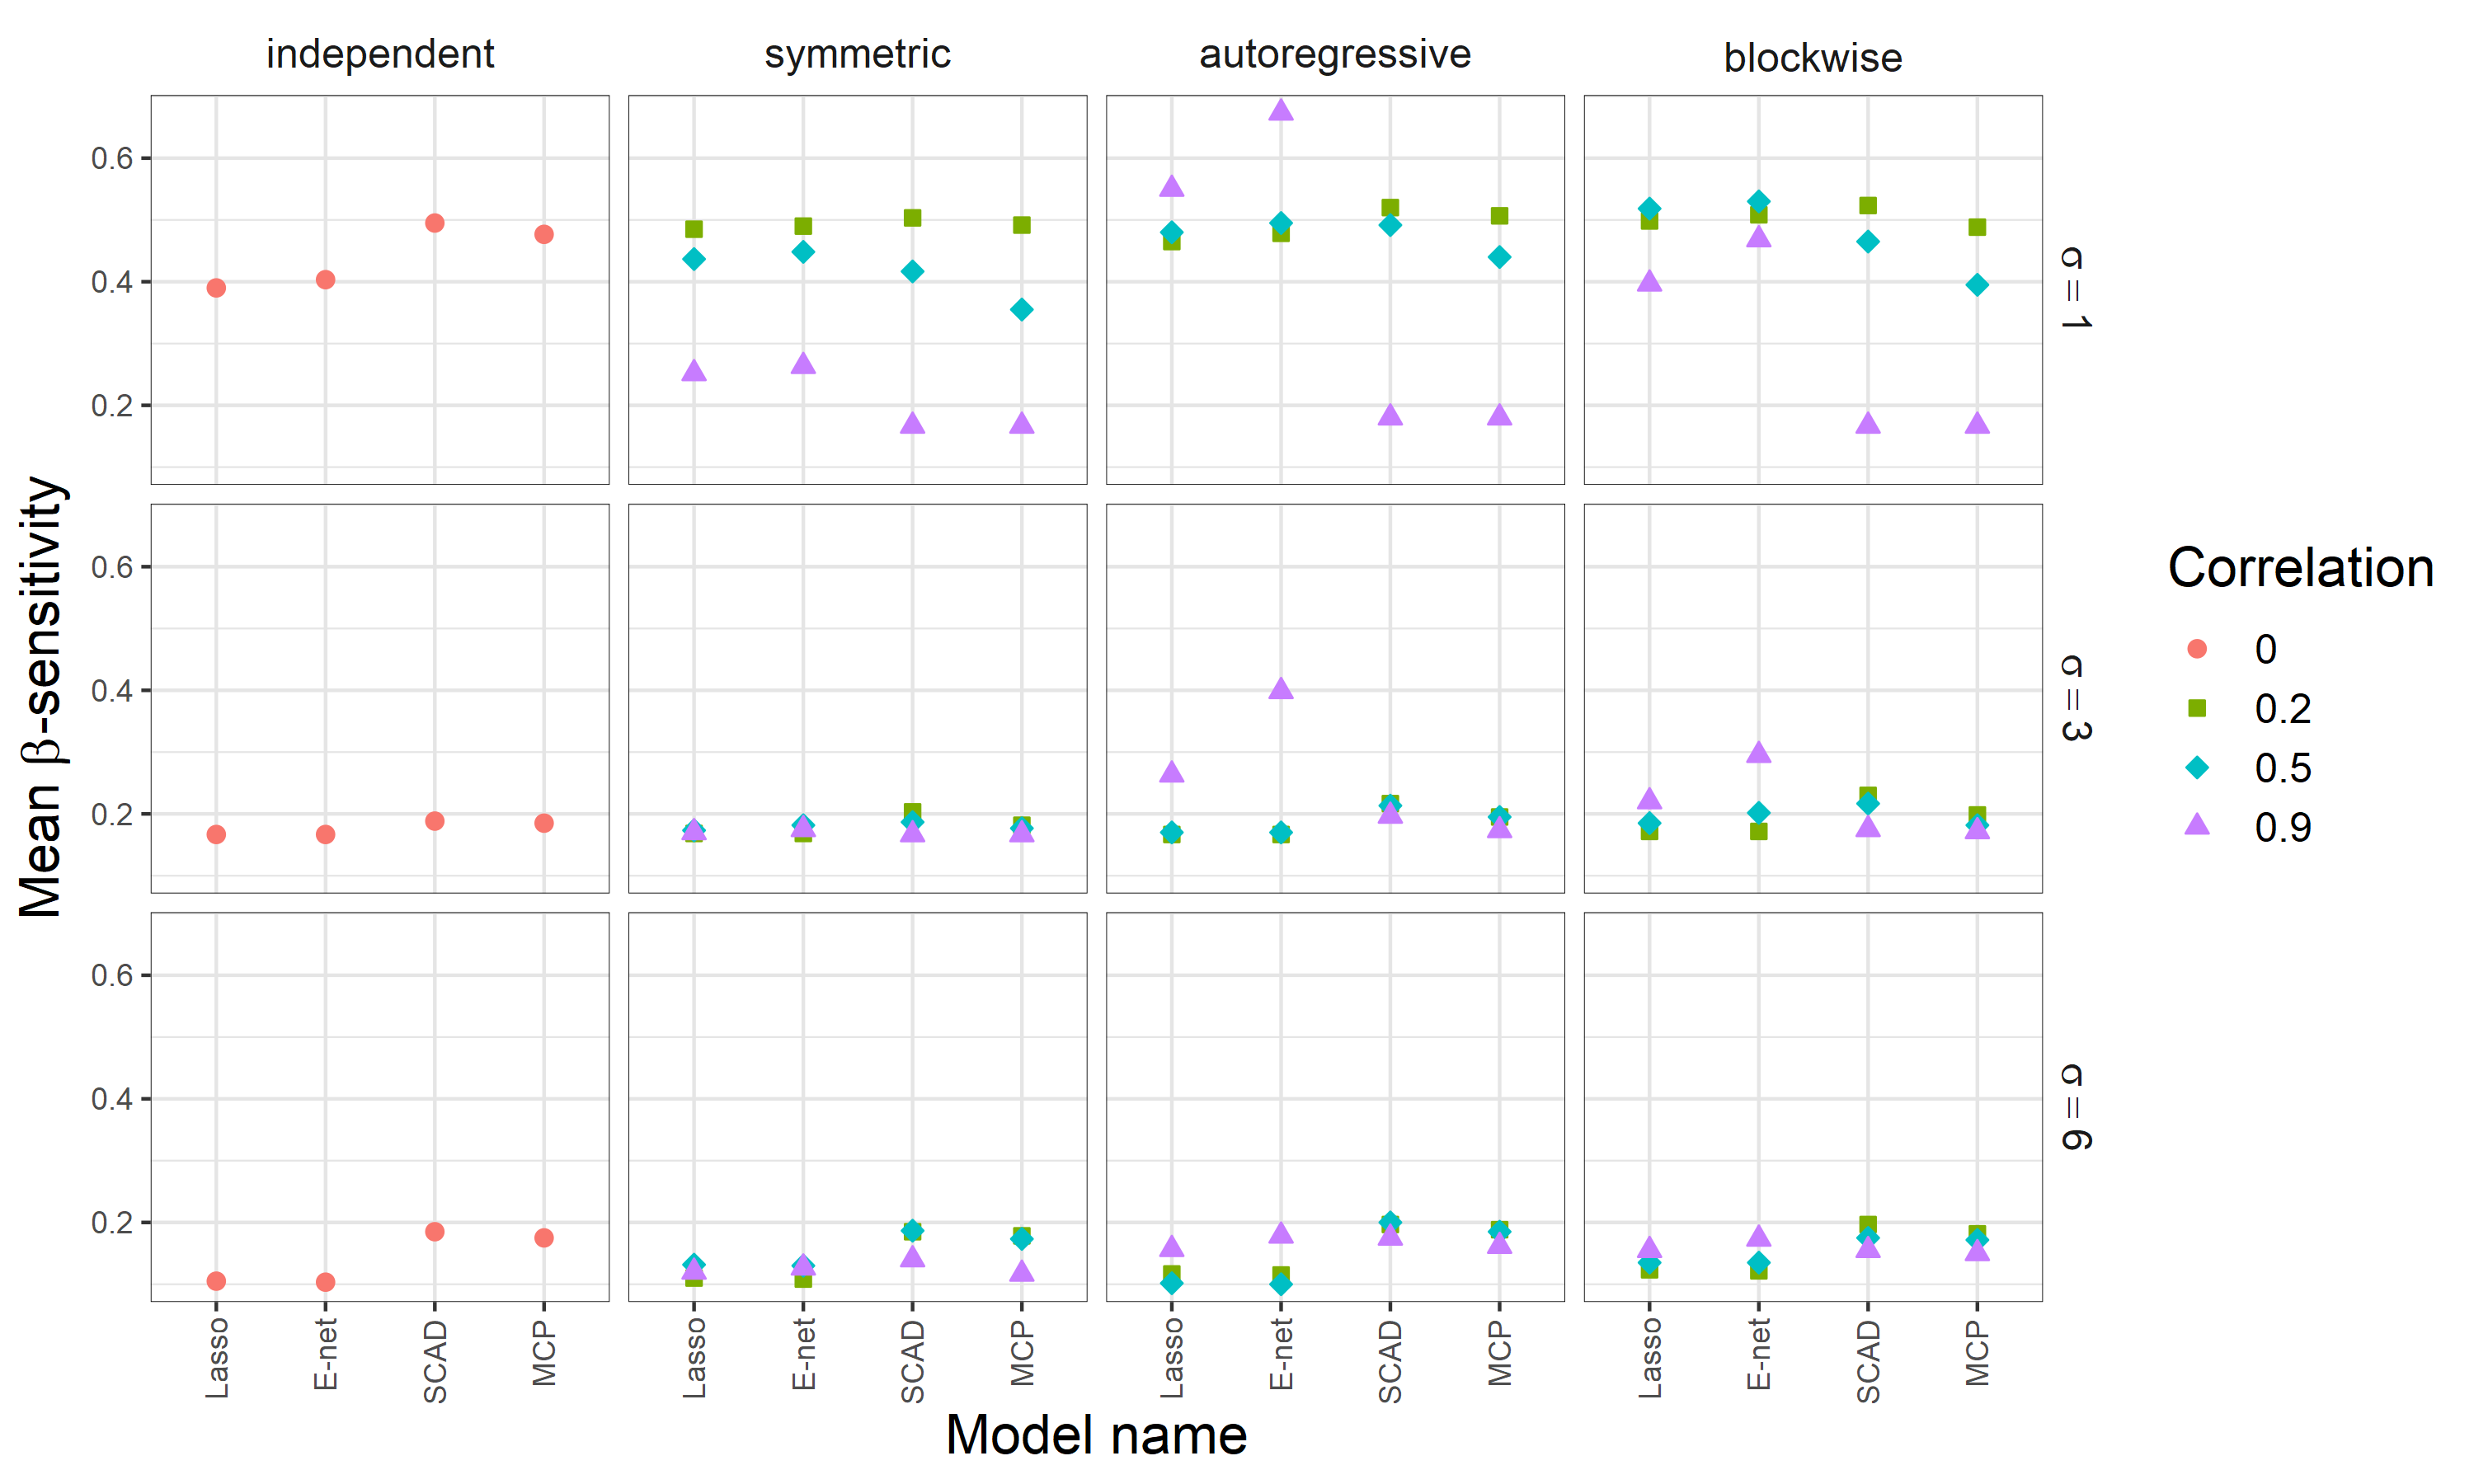 independent
symmetric
autoregressive
blockwise
0.6
0.4
0.2
σ = 1
0.6
0.4
0.2
σ = 3
0.6
0.4
0.2
σ = 6
Mean β-sensitivity
Lasso
E-net
SCAD
MCP
Lasso
E-net
SCAD
MCP
Lasso
E-net
SCAD
MCP
Lasso
E-net
SCAD
MCP
Model name
Correlation
0
0.2
0.5
0.9